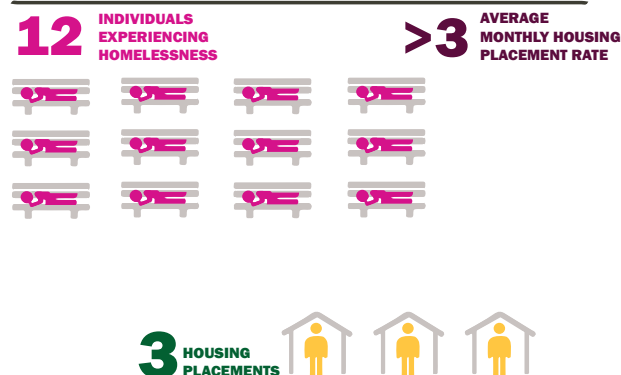 12 INDIVIDUALS
EXPERIENCING
HOMELESSNESS
>3 AVERAGE
MONTHLY HOUSING
PLACEMENT RATE
3 HOUSING
PLACEMENTS